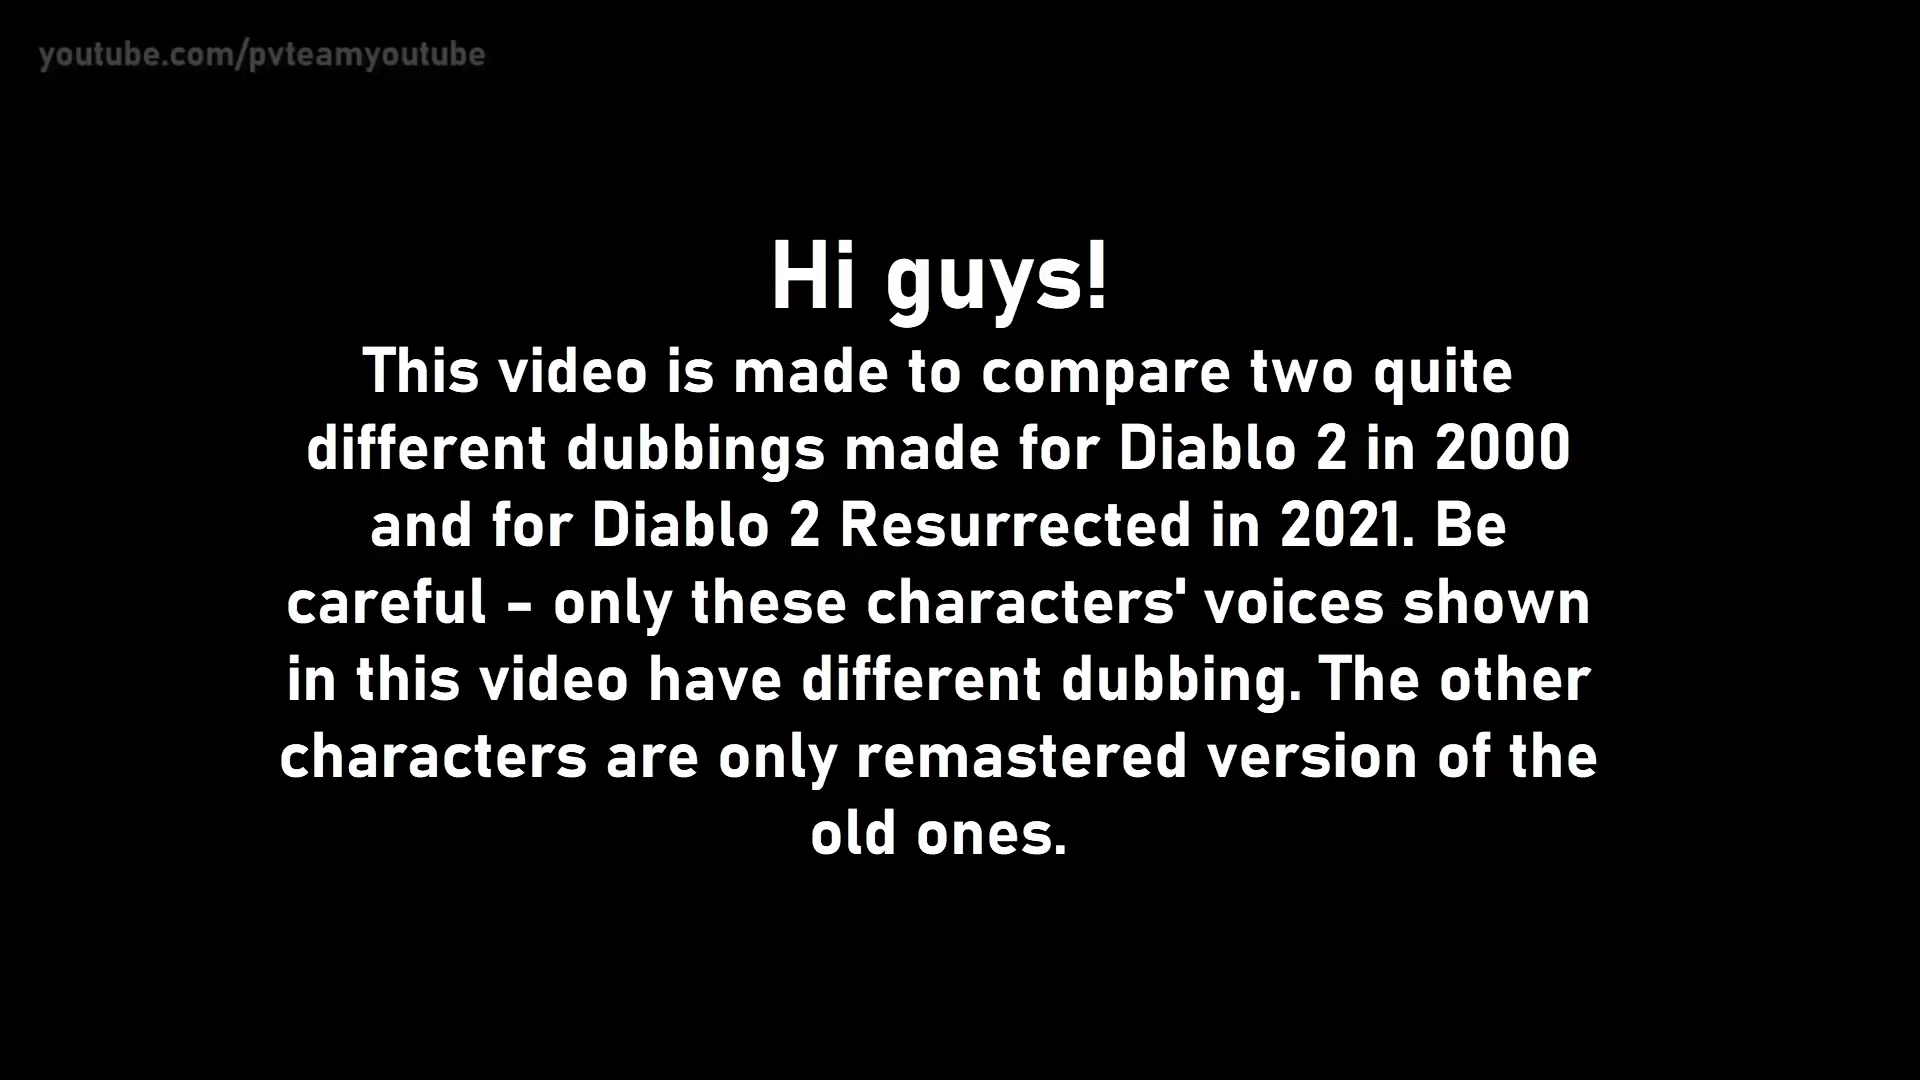 youtube.com/pvteamyoutube
Hi guys!
This video is made to compare two quite
different dubbings made for Diablo 2 in 2000
and for Diablo 2 Resurrected in 2021. Be
careful - only these characters' voices shown
in this video have different dubbing. The other
characters are only remastered version of the
old ones.